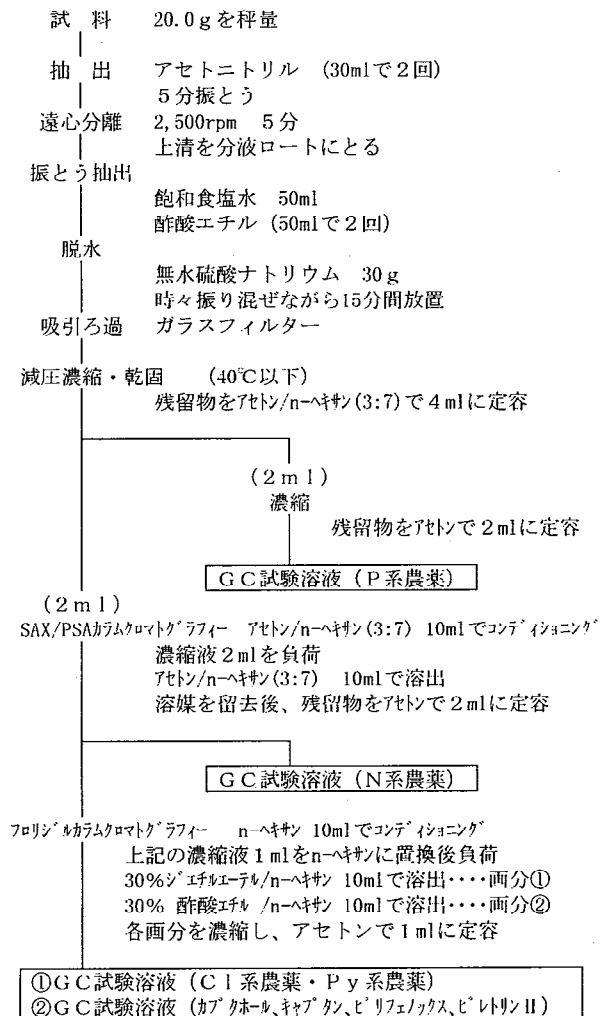 試料 20.0gを秤量
抽出 アセトニトリル (30mlで2回)
5分振とう
遠心分離 2,500rpm 5分
上清を分液ロートにとる
振とう抽出
飽和食塩水 50ml
酢酸エチル (50mlで2回)
脱水
無水硫酸ナトリウム 30g
時々振り混ぜながら15分間放置
吸引ろ過 ガラスフィルター
減圧濃縮・乾固 (40℃以下)
残留物をアセトン/n-ヘキサン(3:7)で4mlに定容
(2ml)
濃縮
残留物をアセトンで2mlに定容
GC試験溶液(P系農薬)
(2ml)
SAX/PSAカラムクロマトグラフィー アセトン/n-ヘキサン(3:7) 10mlでコンディショニング
濃縮液2mlを負荷
アセトン/n-ヘキサン(3:7) 10mlで溶出
溶媒を留去後、残留物をアセトンで2mlに定容
GC試験溶液(N系農薬)
フロリジルカラムクロマトグラフィー n-ヘキサン 10mlでコンディショニング
上記の濃縮液1mlをn-ヘキサンに置換後負荷
30%ジエチルエーテル/n-ヘキサン 10mlで溶出‥‥画分①
30% 酢酸エチル /n-ヘキサン 10mlで溶出‥‥画分②
各画分を濃縮し、アセトンで1mlに定容
①GC試験溶液(Cl系農薬・Py系農薬)
②GC試験溶液(カプタホール、キャプタン、ピリフェノックス、ピレトリンII)